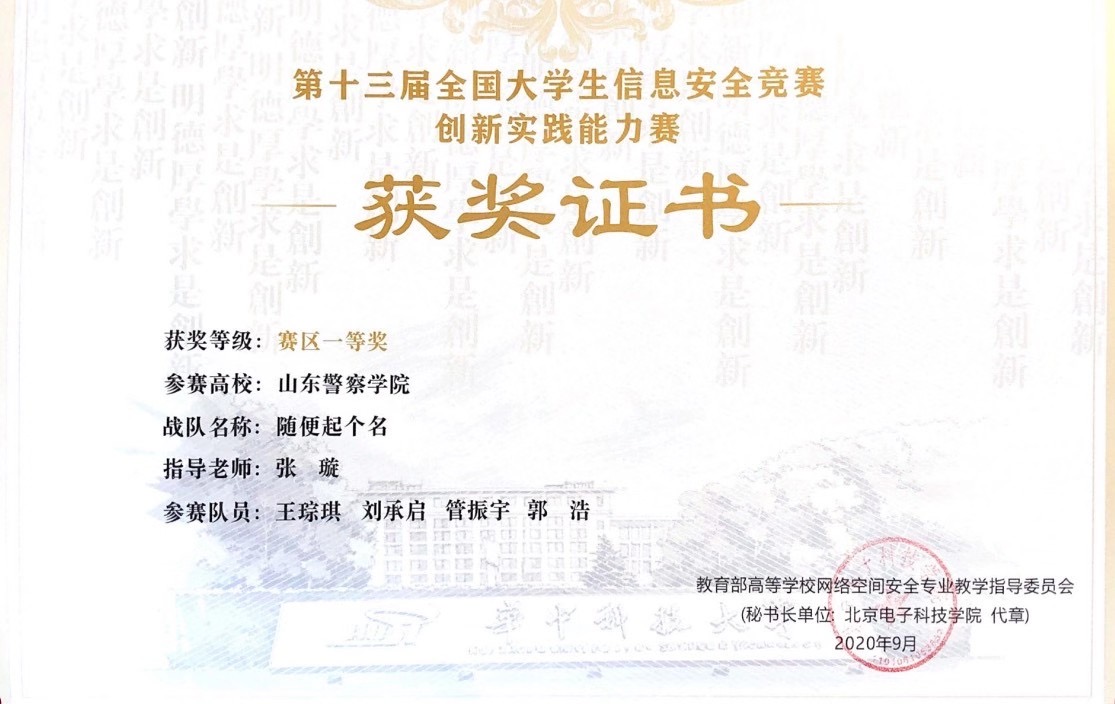 第十三届全国大学生信息安全竞赛
创新实践能力赛
获奖证书
获奖等级：赛区一等奖
参赛高校：山东警察学院
战队名称：随便起个名
指导老师：张 璇
参赛队员：王琮琪 刘承启 管振宇 郭 浩
教育部高等学校网络空间安全专业教学指导委员会
(秘书长单位: 北京电子科技学院 代章)
2020年9月